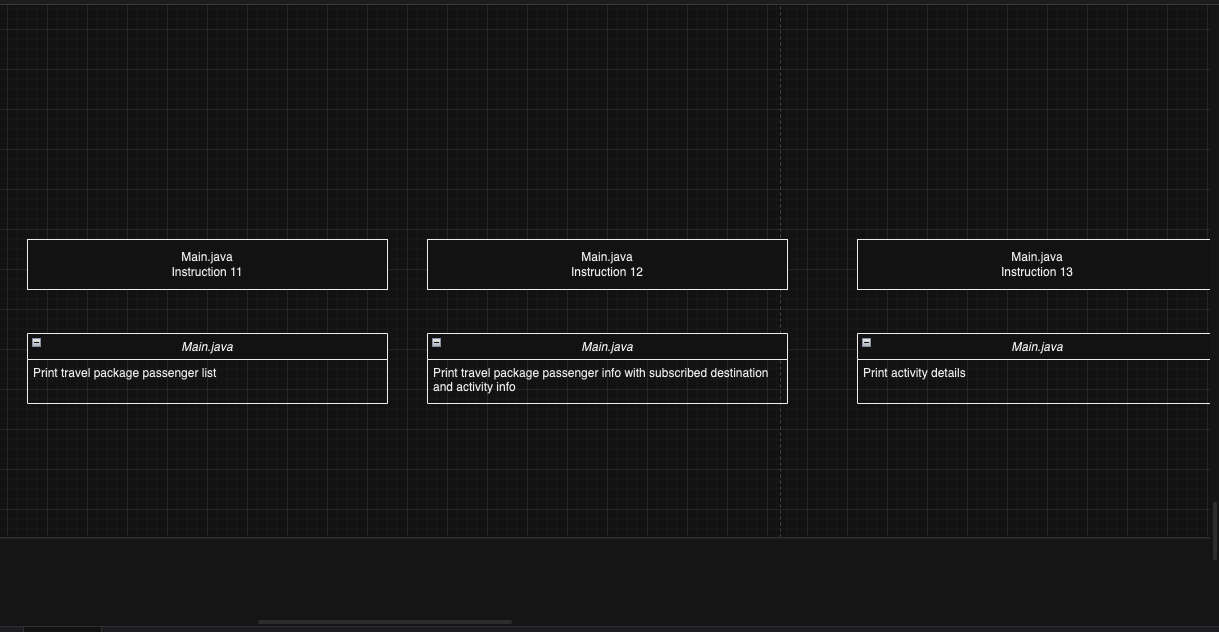 Main.java
Instruction 11
Main.java
Instruction 12
Main.java
Instruction 13
Main.java
Print travel package passenger list
Main.java
Print travel package passenger info with subscribed destination
and activity info
Main.java
Print activity details